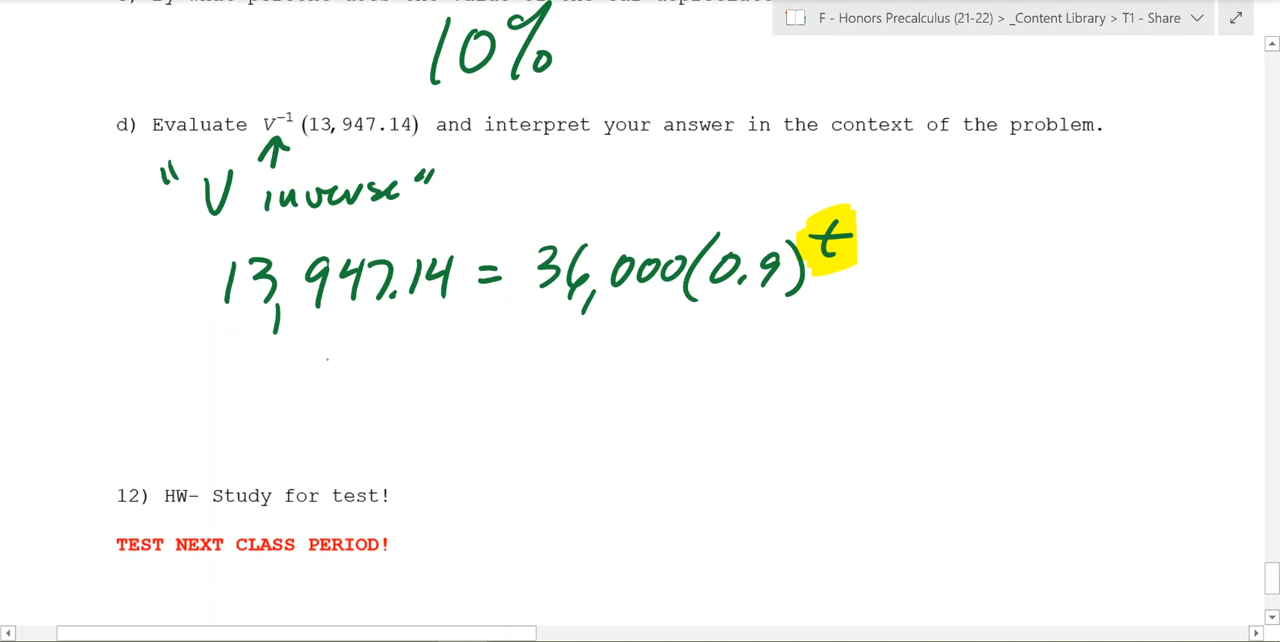 F - Honors Precalculus (21-22) > _Content Library > T1 - Share
10%
d) Evaluate V⁻¹ (13,947.14) and interpret your answer in the context of the problem.
"V inverse"
13,947.14 = 36,000(0.9)ᵗ
12) HW- Study for test!
TEST NEXT CLASS PERIOD!